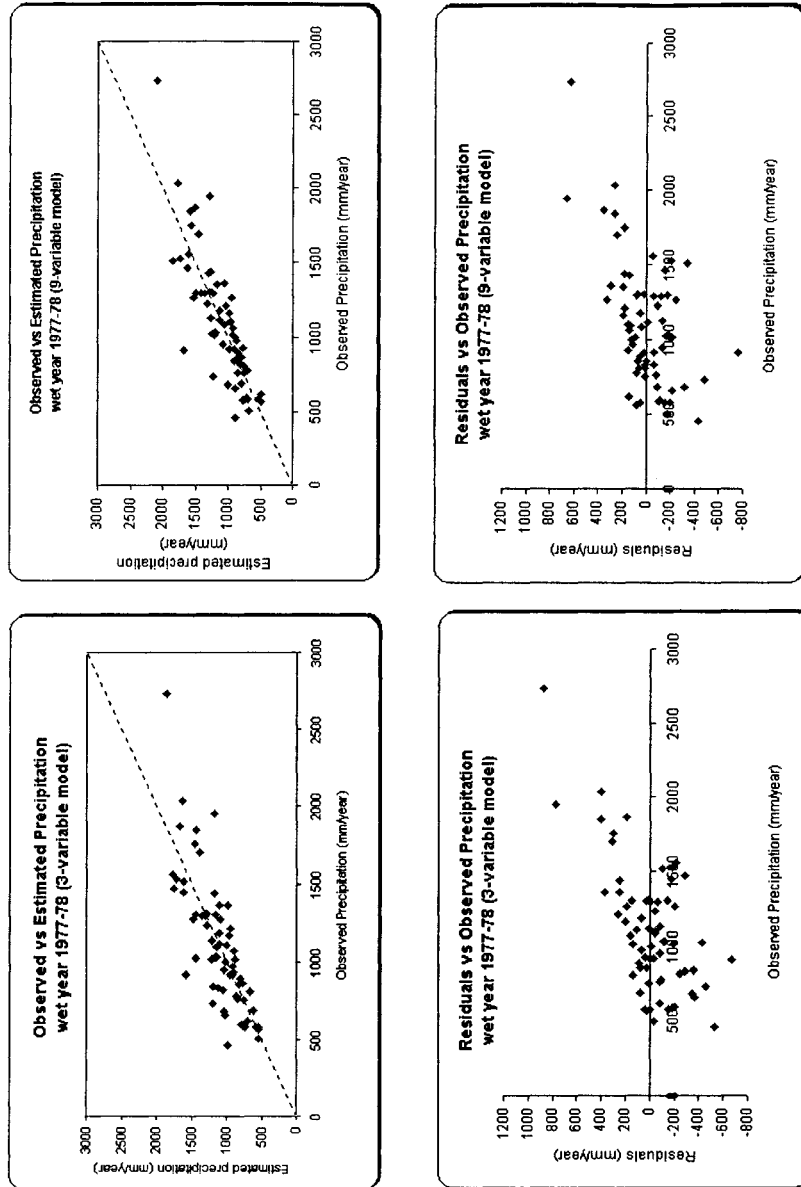 Observed vs Estimated Precipitation
wet year 1977-78 (3-variable model)
Estimated precipitation (mm/year)
3000
2500
2000
1500
1000
500
0
0 500 1000 1500 2000 2500 3000
Observed Precipitation (mm/year)
Observed vs Estimated Precipitation
wet year 1977-78 (9-variable model)
Estimated precipitation
(mm/year)
3000
2500
2000
1500
1000
500
0
0 500 1000 1500 2000 2500 3000
Observed Precipitation (mm/year)
Residuals vs Observed Precipitation
wet year 1977-78 (3-variable model)
Residuals (mm/year)
1200
1000
800
600
400
200
0
-200
-400
-600
-800
0 500 1000 1500 2000 2500 3000
Observed Precipitation (mm/year)
Residuals vs Observed Precipitation
wet year 1977-78 (9-variable model)
Residuals (mm/year)
1200
1000
800
600
400
200
0
-200
-400
-600
-800
0 500 1000 1500 2000 2500 3000
Observed Precipitation (mm/year)